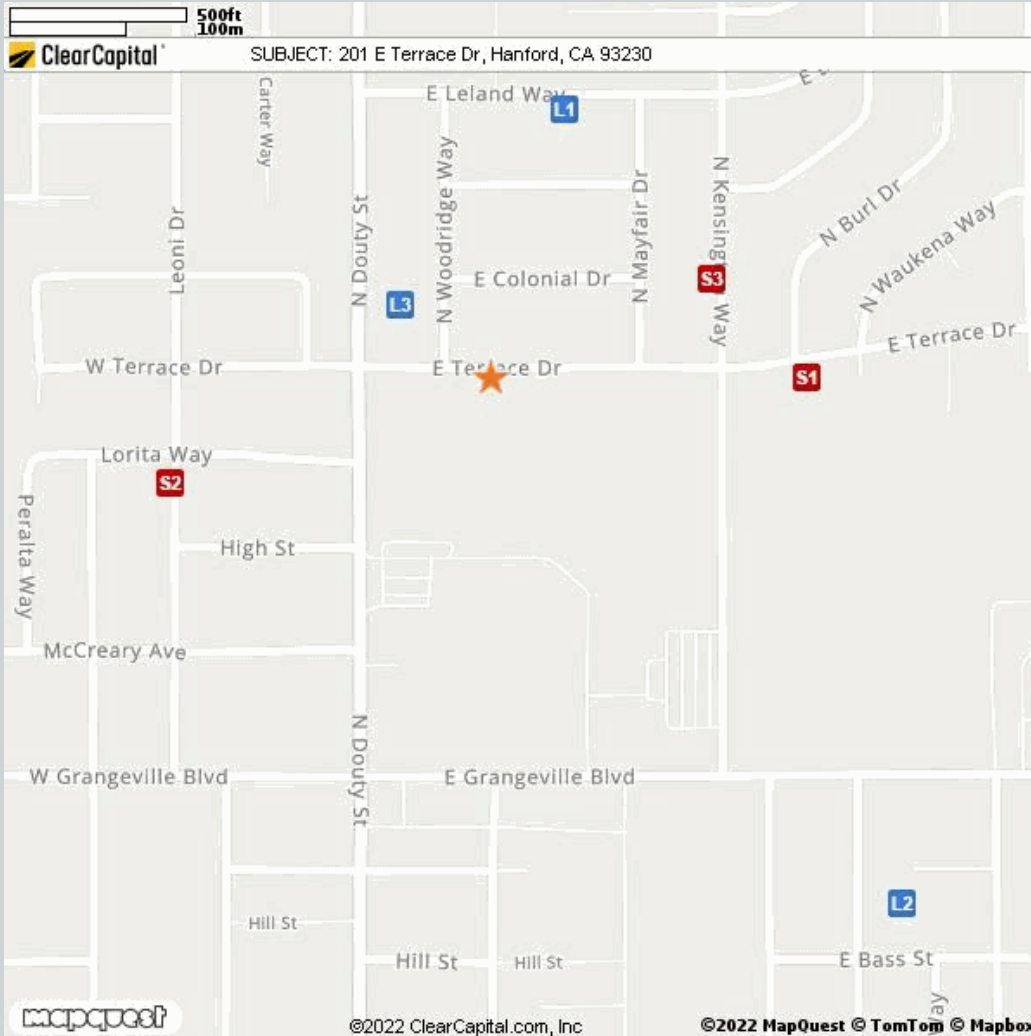 500ft
100m
ClearCapital
SUBJECT: 201 E Terrace Dr, Hanford, CA 93230
Carter Way
E Leland Way
L1
N Woodridge Way
N Kensington Way
N Mayfair Dr
N Burl Dr
N Waukena Way
Leoni Dr
N Douty St
E Colonial Dr
S3
L3
E Terrace Dr
W Terrace Dr
E Terrace Dr
S1
Lorita Way
S2
Peralta Way
High St
McCreary Ave
N Douty St
W Grangeville Blvd
E Grangeville Blvd
L2
Hill St
Hill St
Hill St
E Bass St
Way
mapquest
©2022 ClearCapital.com, Inc
©2022 MapQuest © TomTom © Mapbox